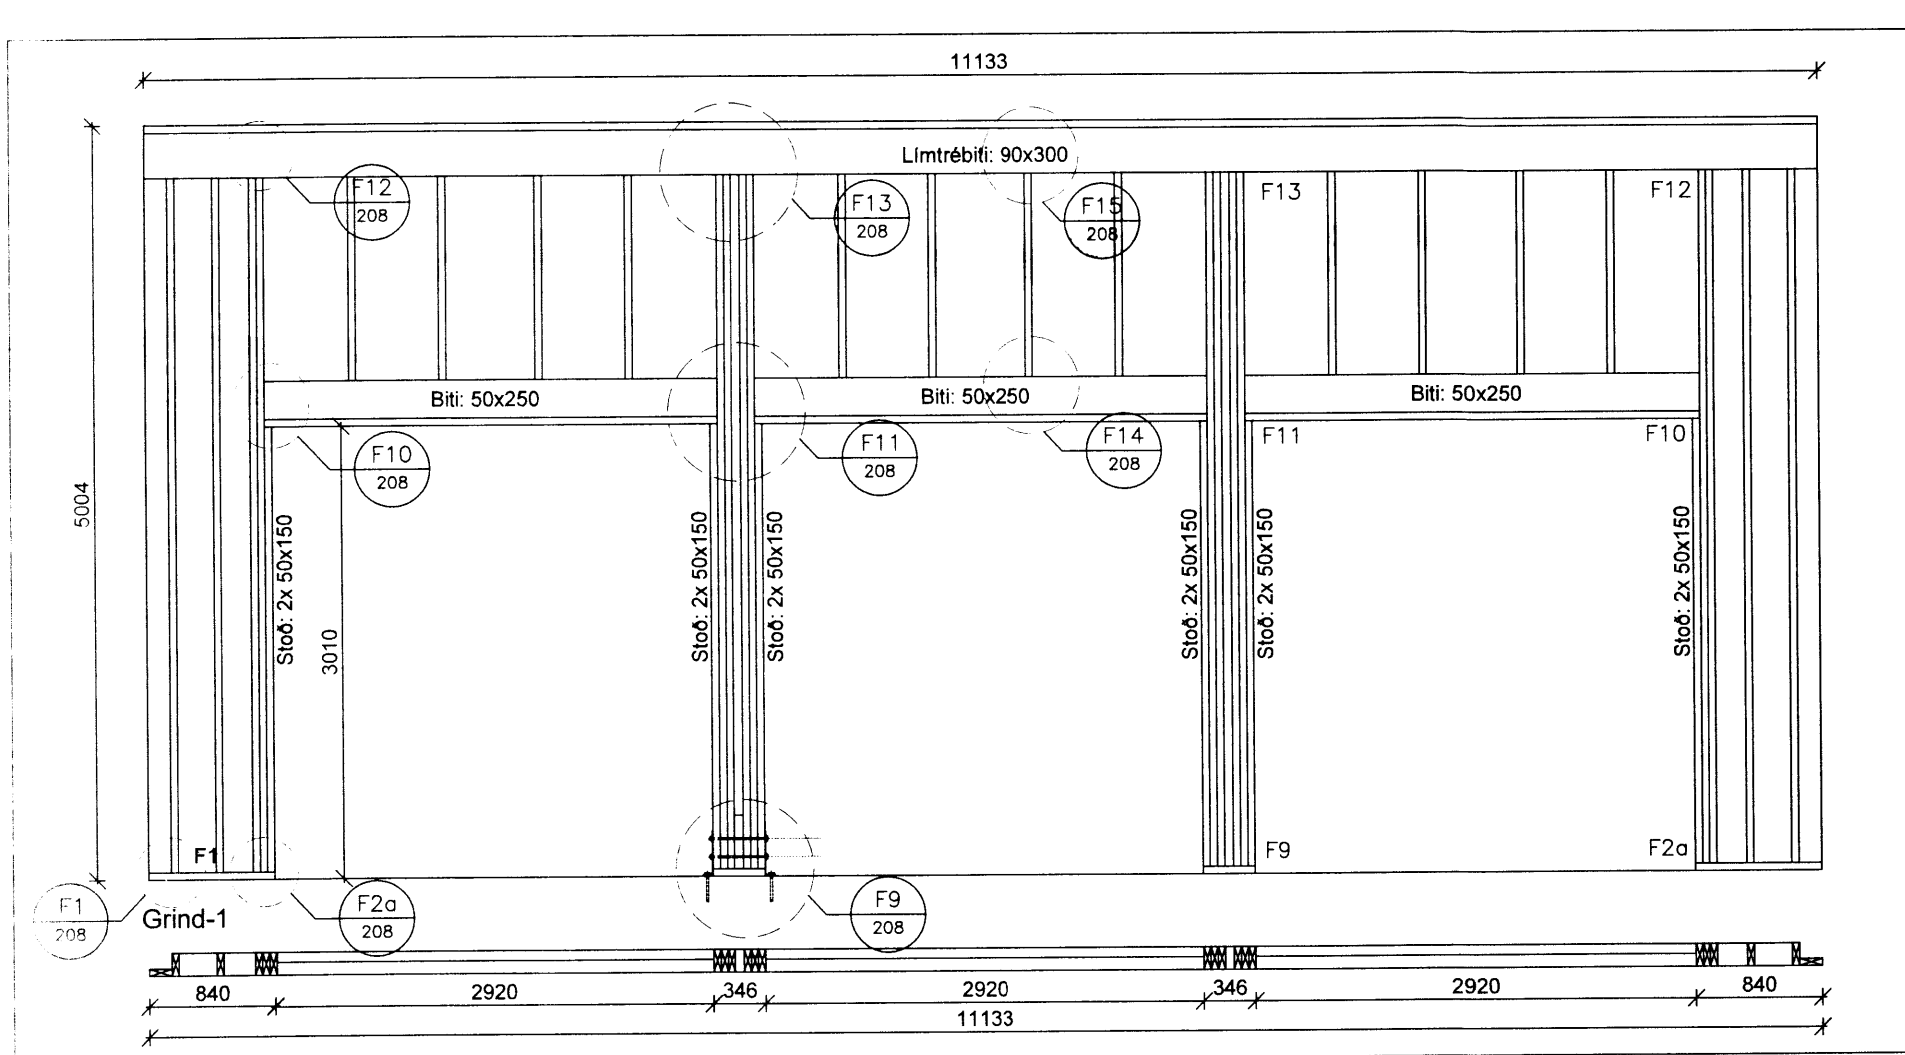 11133
Límtrébiti: 90x300
F12
208
F13
208
F15
208
F13
F12
Biti: 50x250
Biti: 50x250
Biti: 50x250
F10
208
F11
208
F14
208
F11
F10
5004
3010
Stoð: 2x 50x150
Stoð: 2x 50x150
Stoð: 2x 50x150
Stoð: 2x 50x150
Stoð: 2x 50x150
Stoð: 2x 50x150
F1
F9
F2a
F1
208
Grind-1
F2a
208
F9
208
840
2920
346
2920
346
2920
840
11133